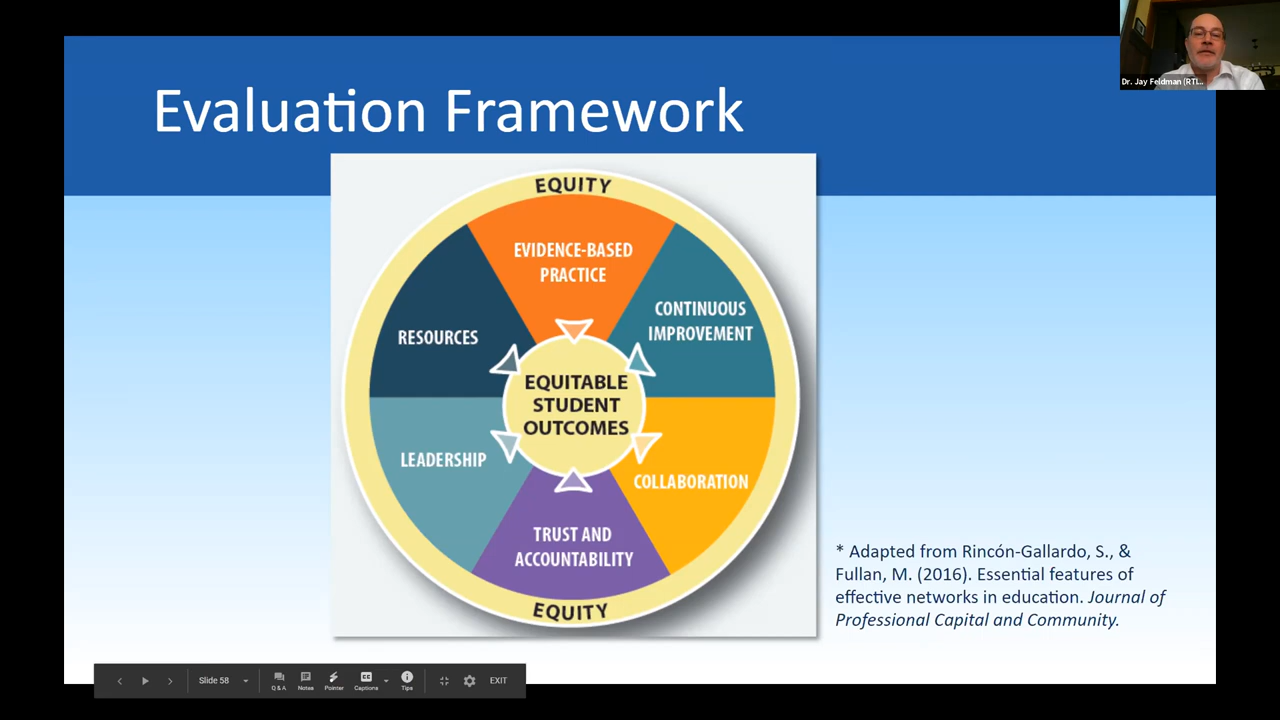 Dr. Jay Feldman (RTI...
Evaluation Framework
EQUITY
EVIDENCE-BASED
PRACTICE
CONTINUOUS
IMPROVEMENT
RESOURCES
EQUITABLE
STUDENT
OUTCOMES
LEADERSHIP
COLLABORATION
TRUST AND
ACCOUNTABILITY
EQUITY
* Adapted from Rincón-Gallardo, S., &
Fullan, M. (2016). Essential features of
effective networks in education. Journal of
Professional Capital and Community.
Slide 58
Q & A
Notes
Pointer
Captions
Tips
EXIT